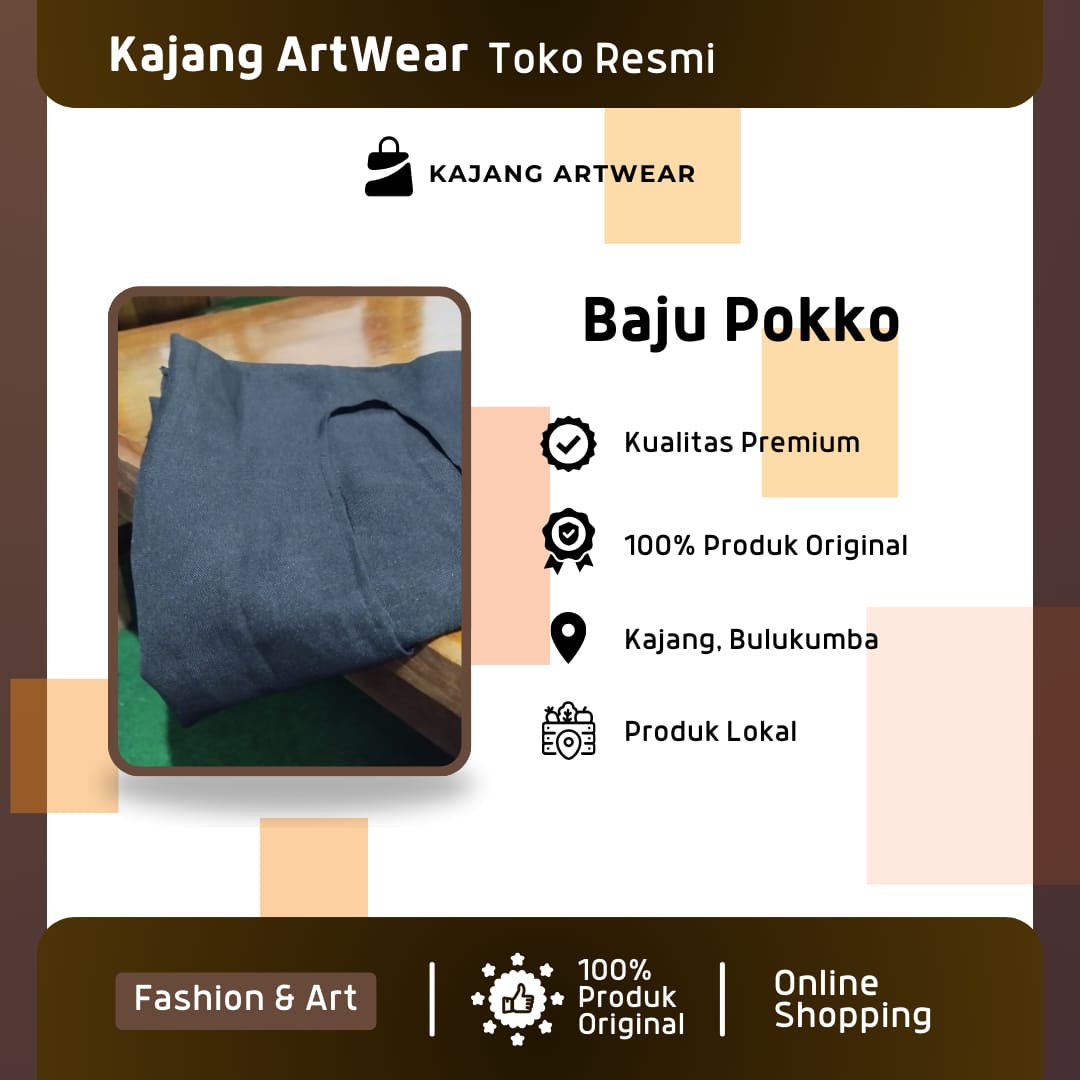 Kajang ArtWear Toko Resmi
KAJANG ARTWEAR
Baju Pokko
Kualitas Premium
100% Produk Original
Kajang, Bulukumba
Produk Lokal
Fashion & Art
100%
Produk
Original
Online
Shopping